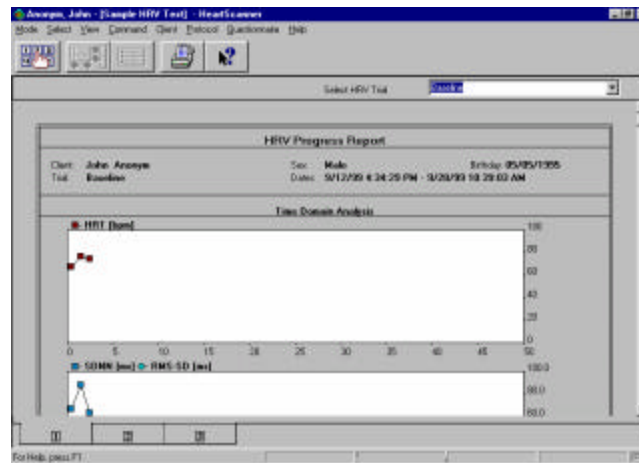 Anonym, John - [Sample HRV Test] - HeartScanner
Mode Select View Command Client Protocol Questionnaire Help
Select HRV Trial Baseline
HRV Progress Report
Client: John Anonym Sex: Male Birthday: 05/05/1955
Trial: Baseline Dates: 9/12/99 4:34:29 PM - 9/20/99 10:39:03 AM
Time Domain Analysis
HRT [bpm]
100
80
60
40
20
0
0 5 10 15 20 25 30 35 40 45 50
SDNN [ms] RMS-SD [ms]
100.0
80.0
60.0
1 2 3
For Help, press F1